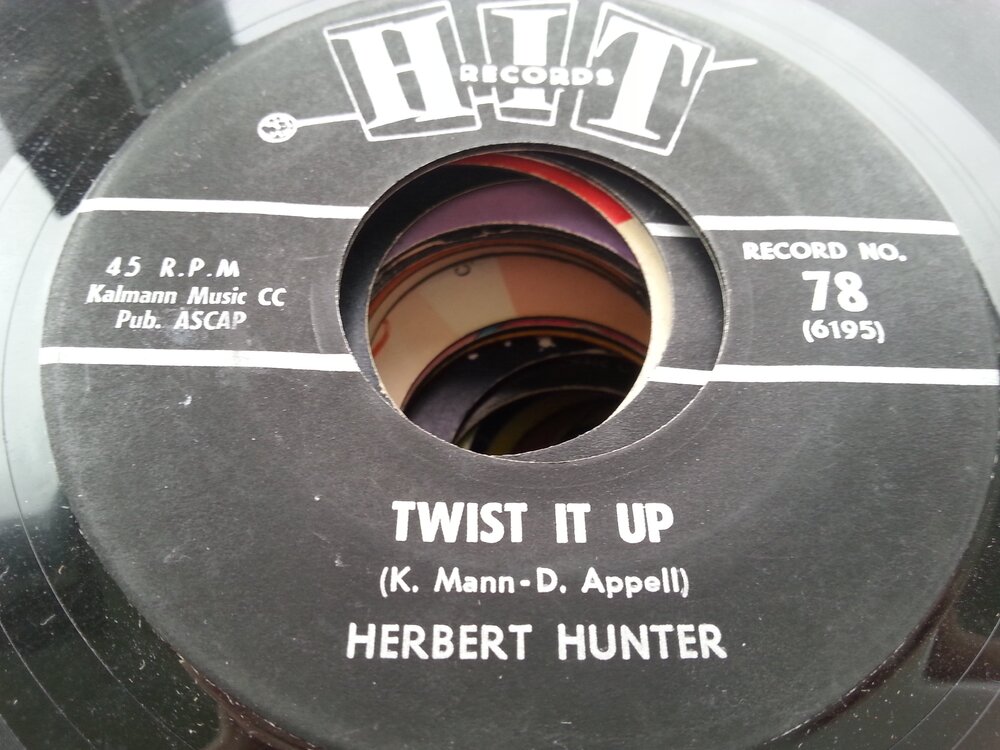 HIT
RECORDS
45 R.P.M
Kalmann Music CC
Pub. ASCAP
RECORD NO.
78
(6195)
TWIST IT UP
(K. Mann-D. Appell)
HERBERT HUNTER